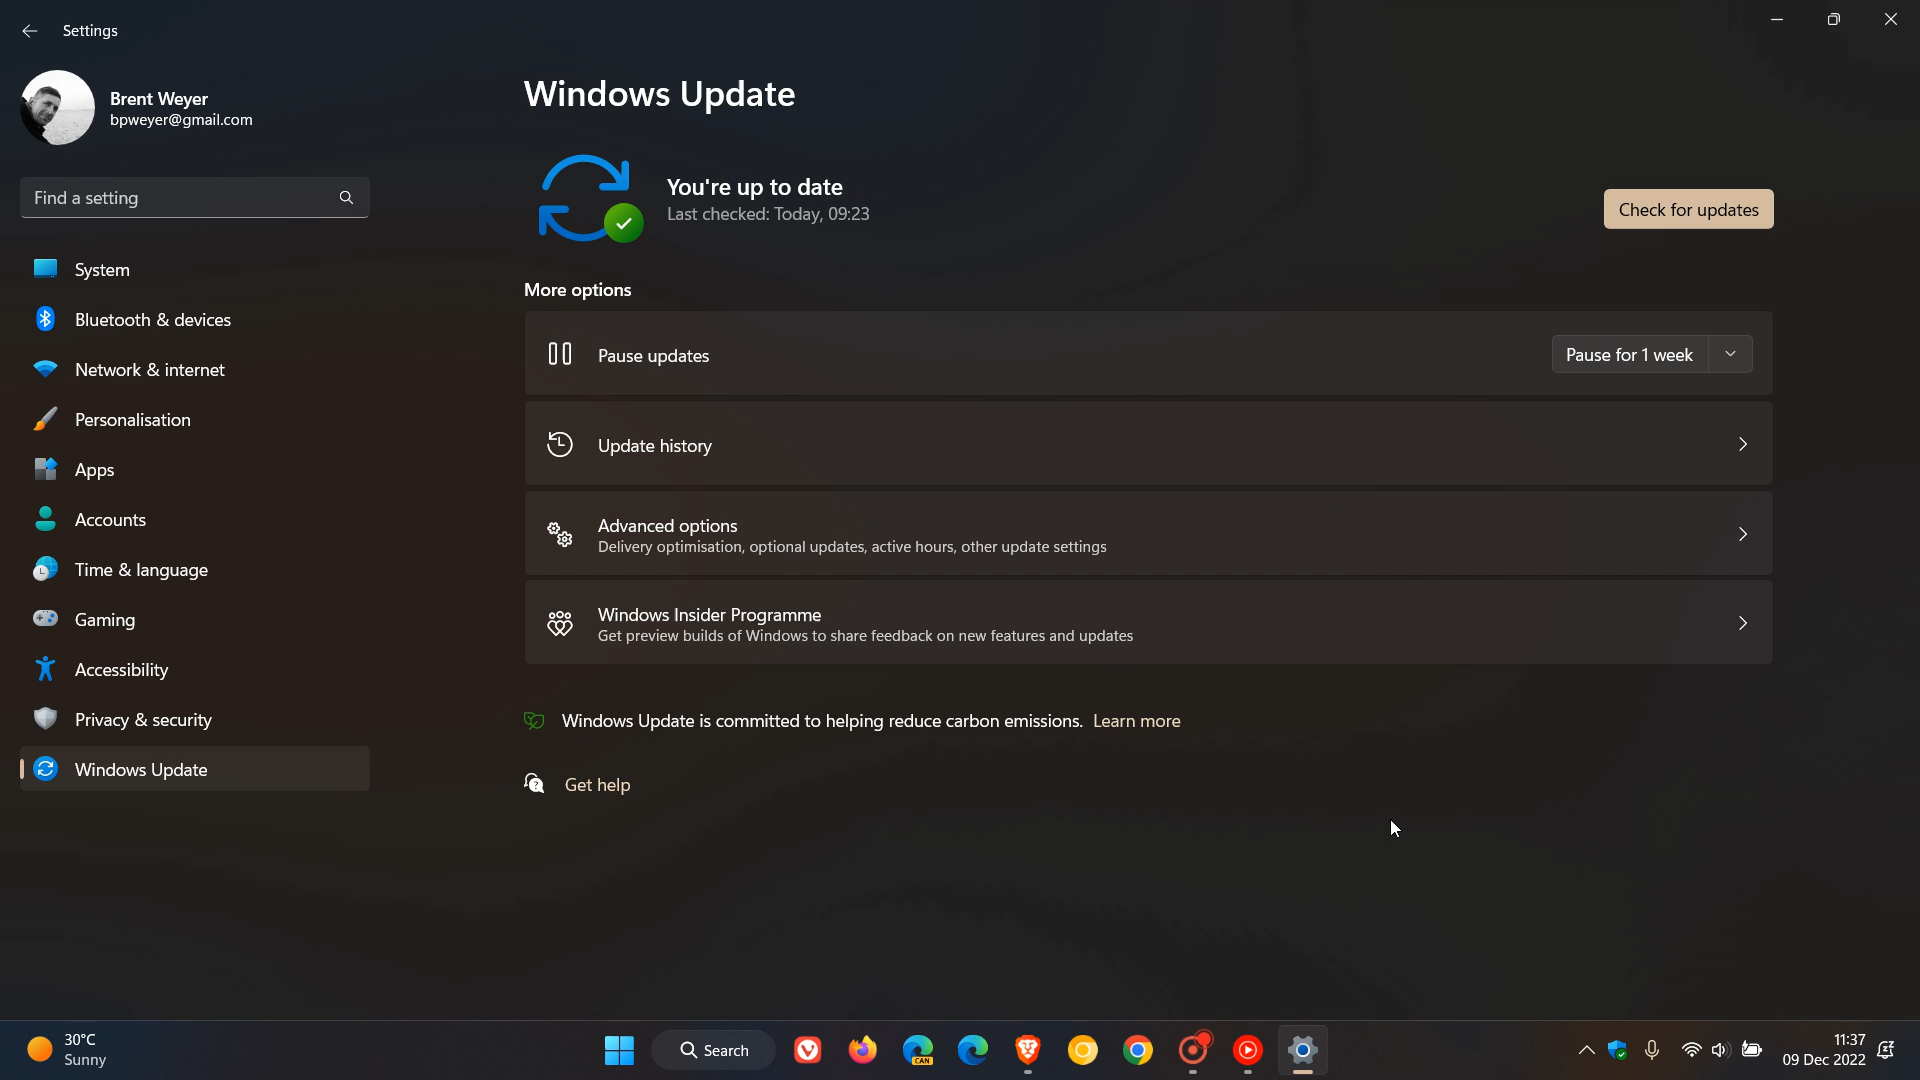 Settings
Brent Weyer
bpweyer@gmail.com
Find a setting
System
Bluetooth & devices
Network & internet
Personalisation
Apps
Accounts
Time & language
Gaming
Accessibility
Privacy & security
Windows Update
Windows Update
You're up to date
Last checked: Today, 09:23
Check for updates
More options
Pause updates
Pause for 1 week
Update history
Advanced options
Delivery optimisation, optional updates, active hours, other update settings
Windows Insider Programme
Get preview builds of Windows to share feedback on new features and updates
Windows Update is committed to helping reduce carbon emissions. Learn more
Get help
30°C
Sunny
Search
CAN
11:37
09 Dec 2022